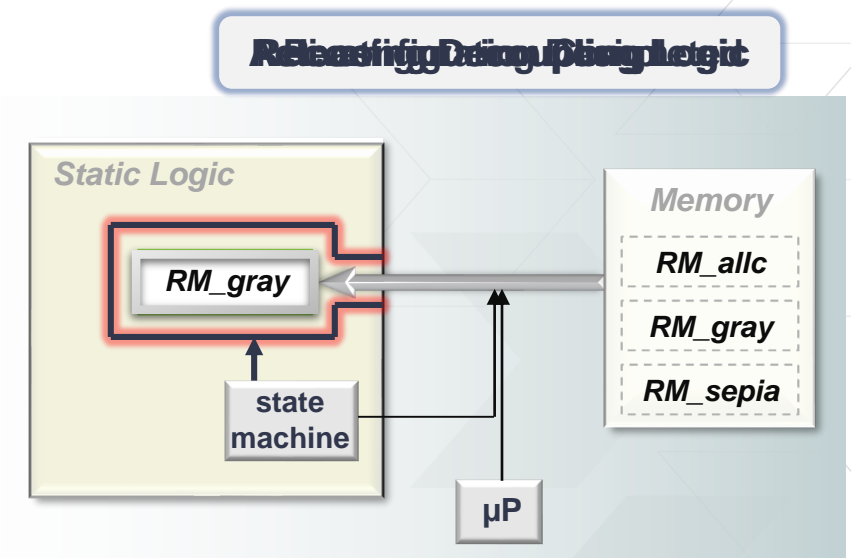 Static Logic
Memory
RM_allc
RM_gray
RM_gray
RM_sepia
state
machine
µP